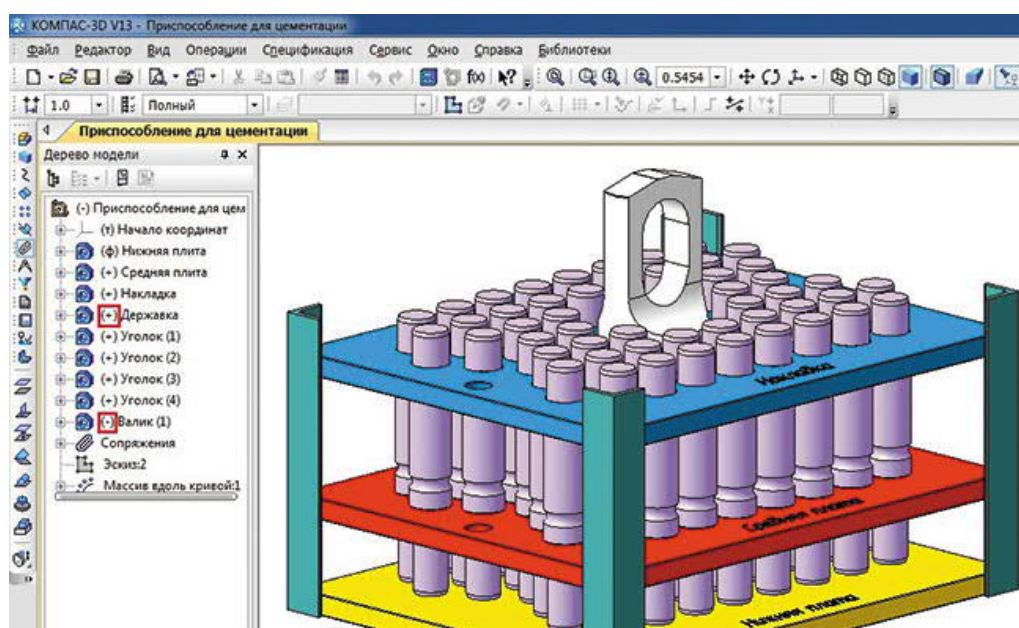 КОМПАС-3D V13 - Приспособление для цементации
Файл Редактор Вид Операции Спецификация Сервис Окно Справка Библиотеки
f(x) 0.5454
1.0 Полный
Приспособление для цементации
Дерево модели
(-) Приспособление для цем
(т) Начало координат
(ф) Нижняя плита
(+) Средняя плита
(+) Накладка
(+) Державка
(+) Уголок (1)
(+) Уголок (2)
(+) Уголок (3)
(+) Уголок (4)
(-) Валик (1)
Сопряжения
Эскиз:2
Массив вдоль кривой:1
Накладка
Средняя плита
Нижняя плита